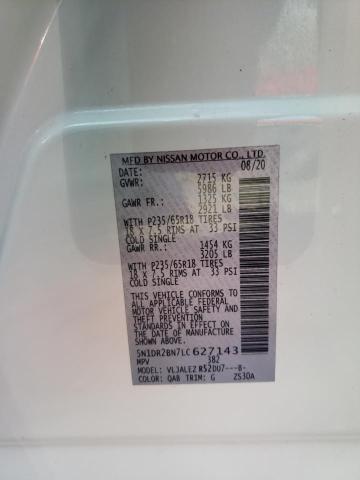 MFD BY NISSAN MOTOR CO., LTD.
DATE: 08/20
GVWR: 2715 KG
5986 LB
GAWR FR.: 1325 KG
2921 LB
WITH P235/65R18 TIRES
18 X 7.5 RIMS AT 33 PSI
COLD SINGLE
GAWR RR.: 1454 KG
3205 LB
WITH P235/65R18 TIRES
18 X 7.5 RIMS AT 33 PSI
COLD SINGLE
THIS VEHICLE CONFORMS TO
ALL APPLICABLE FEDERAL
MOTOR VEHICLE SAFETY AND
THEFT PREVENTION
STANDARDS IN EFFECT ON
THE DATE OF MANUFACTURE
SHOWN ABOVE
5N1DR2BN7LC627143
MPV 382
MODEL: VLJALEZ R52DU7---B-
COLOR: QAB TRIM: G ZS30A